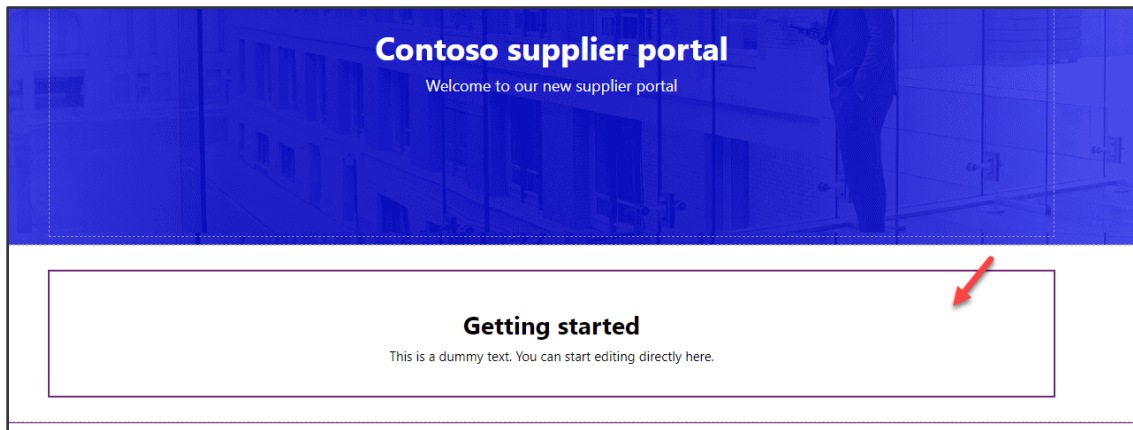 Contoso supplier portal
Welcome to our new supplier portal
Getting started
This is a dummy text. You can start editing directly here.